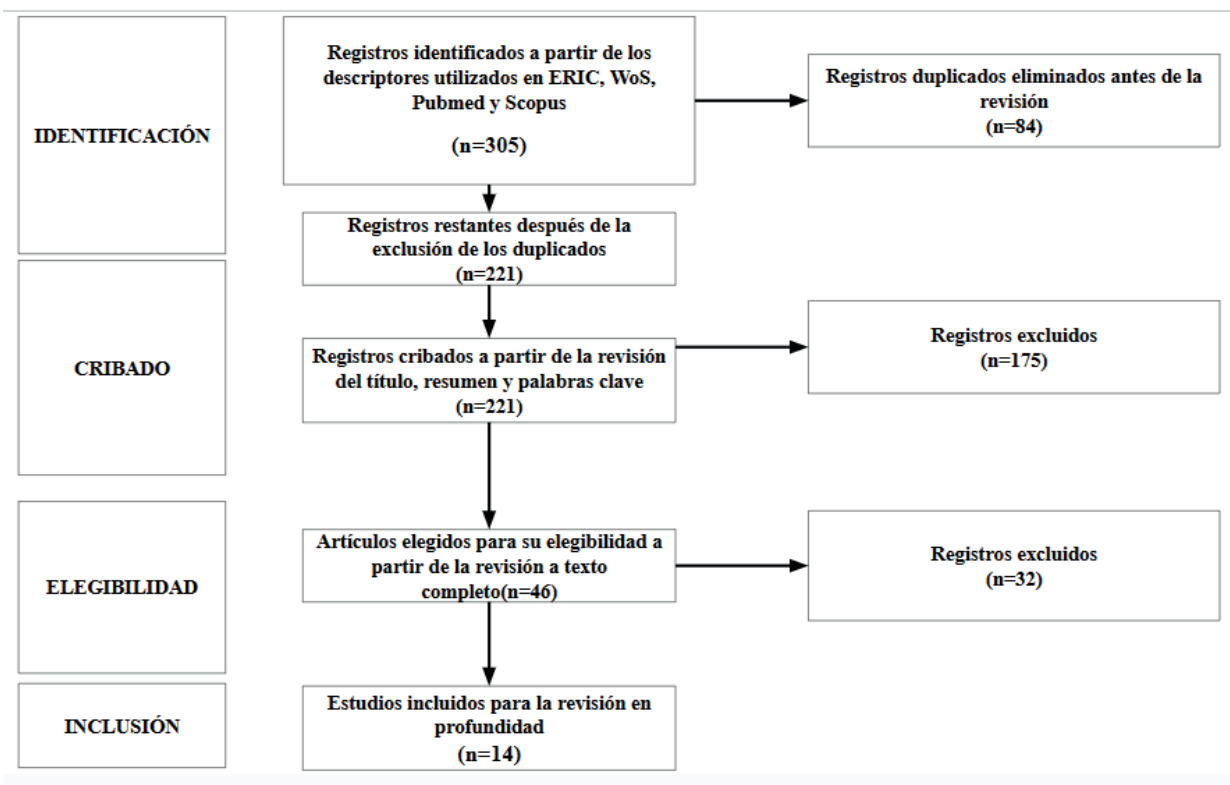 IDENTIFICACIÓN
Registros identificados a partir de los
descriptores utilizados en ERIC, WoS,
Pubmed y Scopus
(n=305)
Registros duplicados eliminados antes de la
revisión
(n=84)
Registros restantes después de la
exclusión de los duplicados
(n=221)
CRIBADO
Registros cribados a partir de la revisión
del título, resumen y palabras clave
(n=221)
Registros excluidos
(n=175)
ELEGIBILIDAD
Artículos elegidos para su elegibilidad a
partir de la revisión a texto
completo(n=46)
Registros excluidos
(n=32)
INCLUSIÓN
Estudios incluidos para la revisión en
profundidad
(n=14)